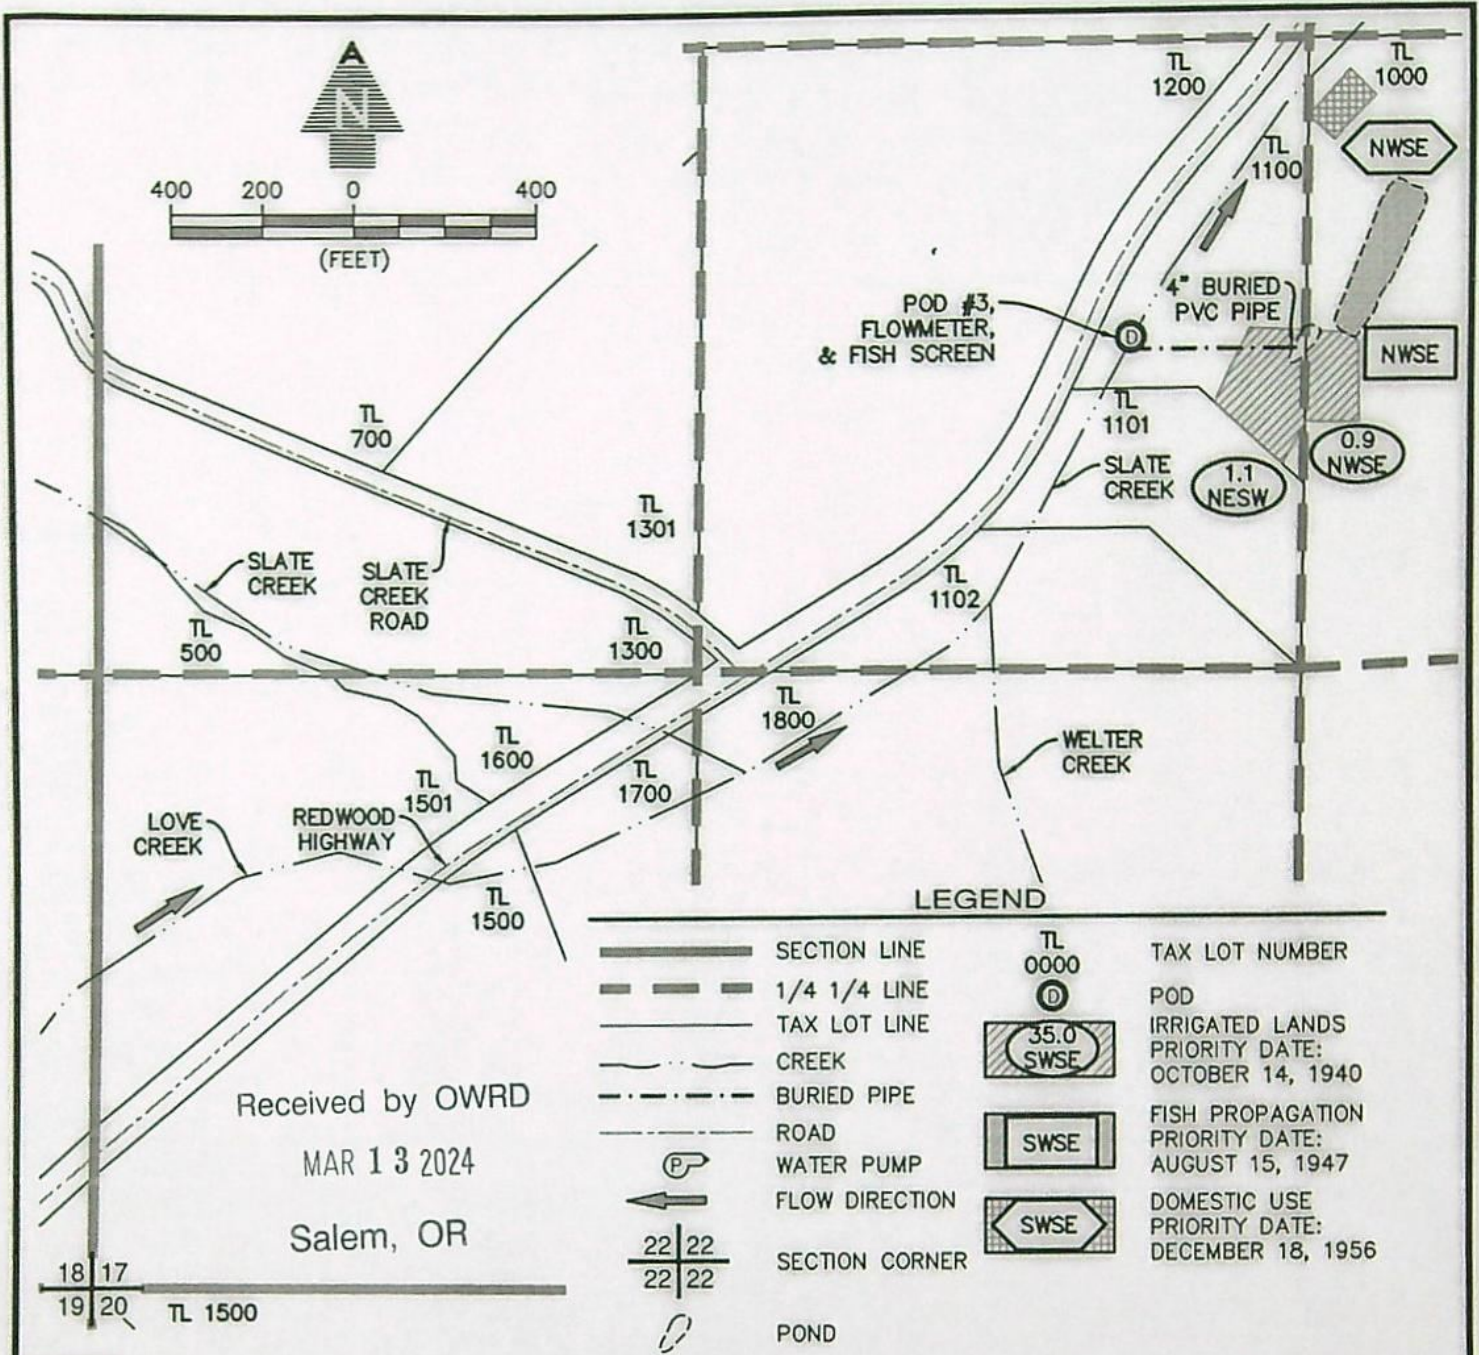 A
N
400 200 0 400
(FEET)
TL
1200
TL
1000
NWSE
TL
1100
4" BURIED
PVC PIPE
POD #3,
FLOWMETER,
& FISH SCREEN
D
NWSE
TL
700
TL
1101
0.9
NWSE
1.1
NESW
SLATE
CREEK
TL
1301
SLATE
CREEK
SLATE
CREEK
ROAD
TL
1102
TL
500
TL
1300
TL
1800
WELTER
CREEK
TL
1600
TL
1501
TL
1700
LOVE
CREEK
REDWOOD
HIGHWAY
TL
1500
LEGEND
SECTION LINE
1/4 1/4 LINE
TAX LOT LINE
CREEK
BURIED PIPE
ROAD
P
WATER PUMP
FLOW DIRECTION
22 22
22 22
SECTION CORNER
POND
TL
0000
TAX LOT NUMBER
D
POD
35.0
SWSE
IRRIGATED LANDS
PRIORITY DATE:
OCTOBER 14, 1940
SWSE
FISH PROPAGATION
PRIORITY DATE:
AUGUST 15, 1947
SWSE
DOMESTIC USE
PRIORITY DATE:
DECEMBER 18, 1956
Received by OWRD
MAR 13 2024
Salem, OR
18 17
19 20
TL 1500